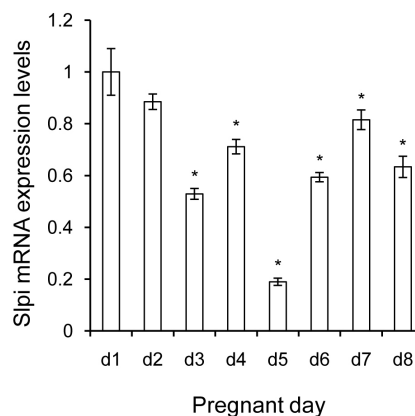 Slpi mRNA expression levels
1.2
1
0.8
0.6
0.4
0.2
0
* * * * * *
d1 d2 d3 d4 d5 d6 d7 d8
Pregnant day